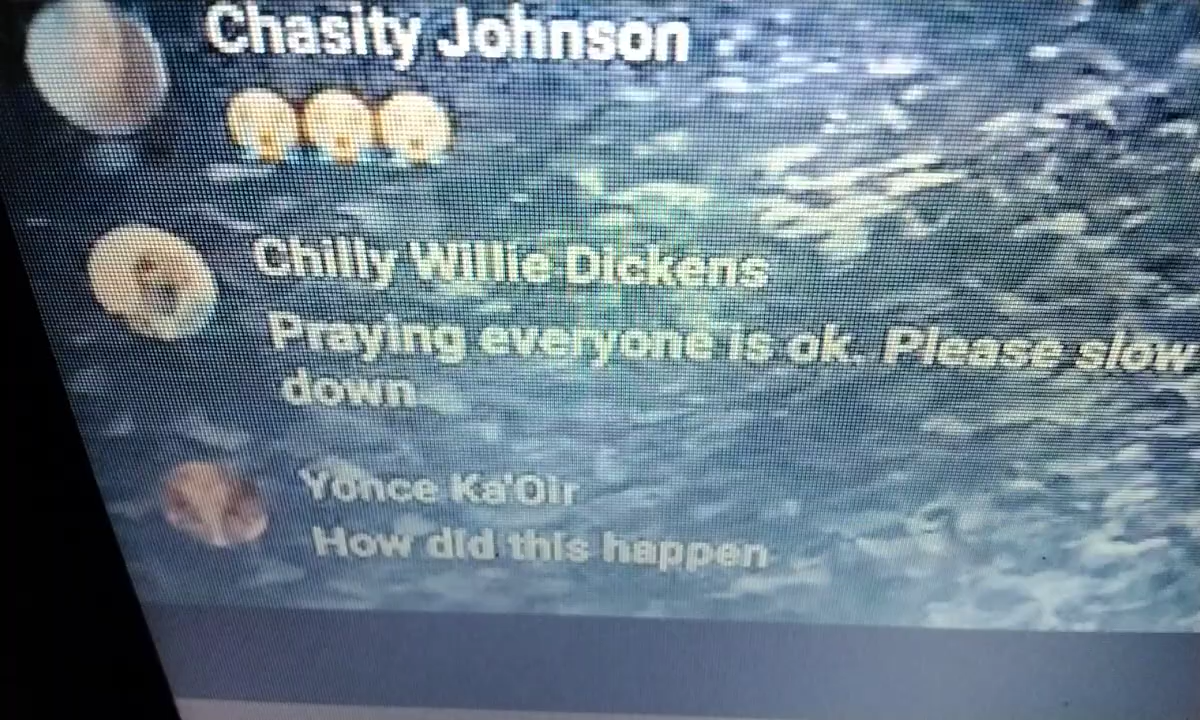 Chasity Johnson
Chilly Willie Dickens
Praying everyone is ok. Please slow
down
Yonce Ka'Oir
How did this happen